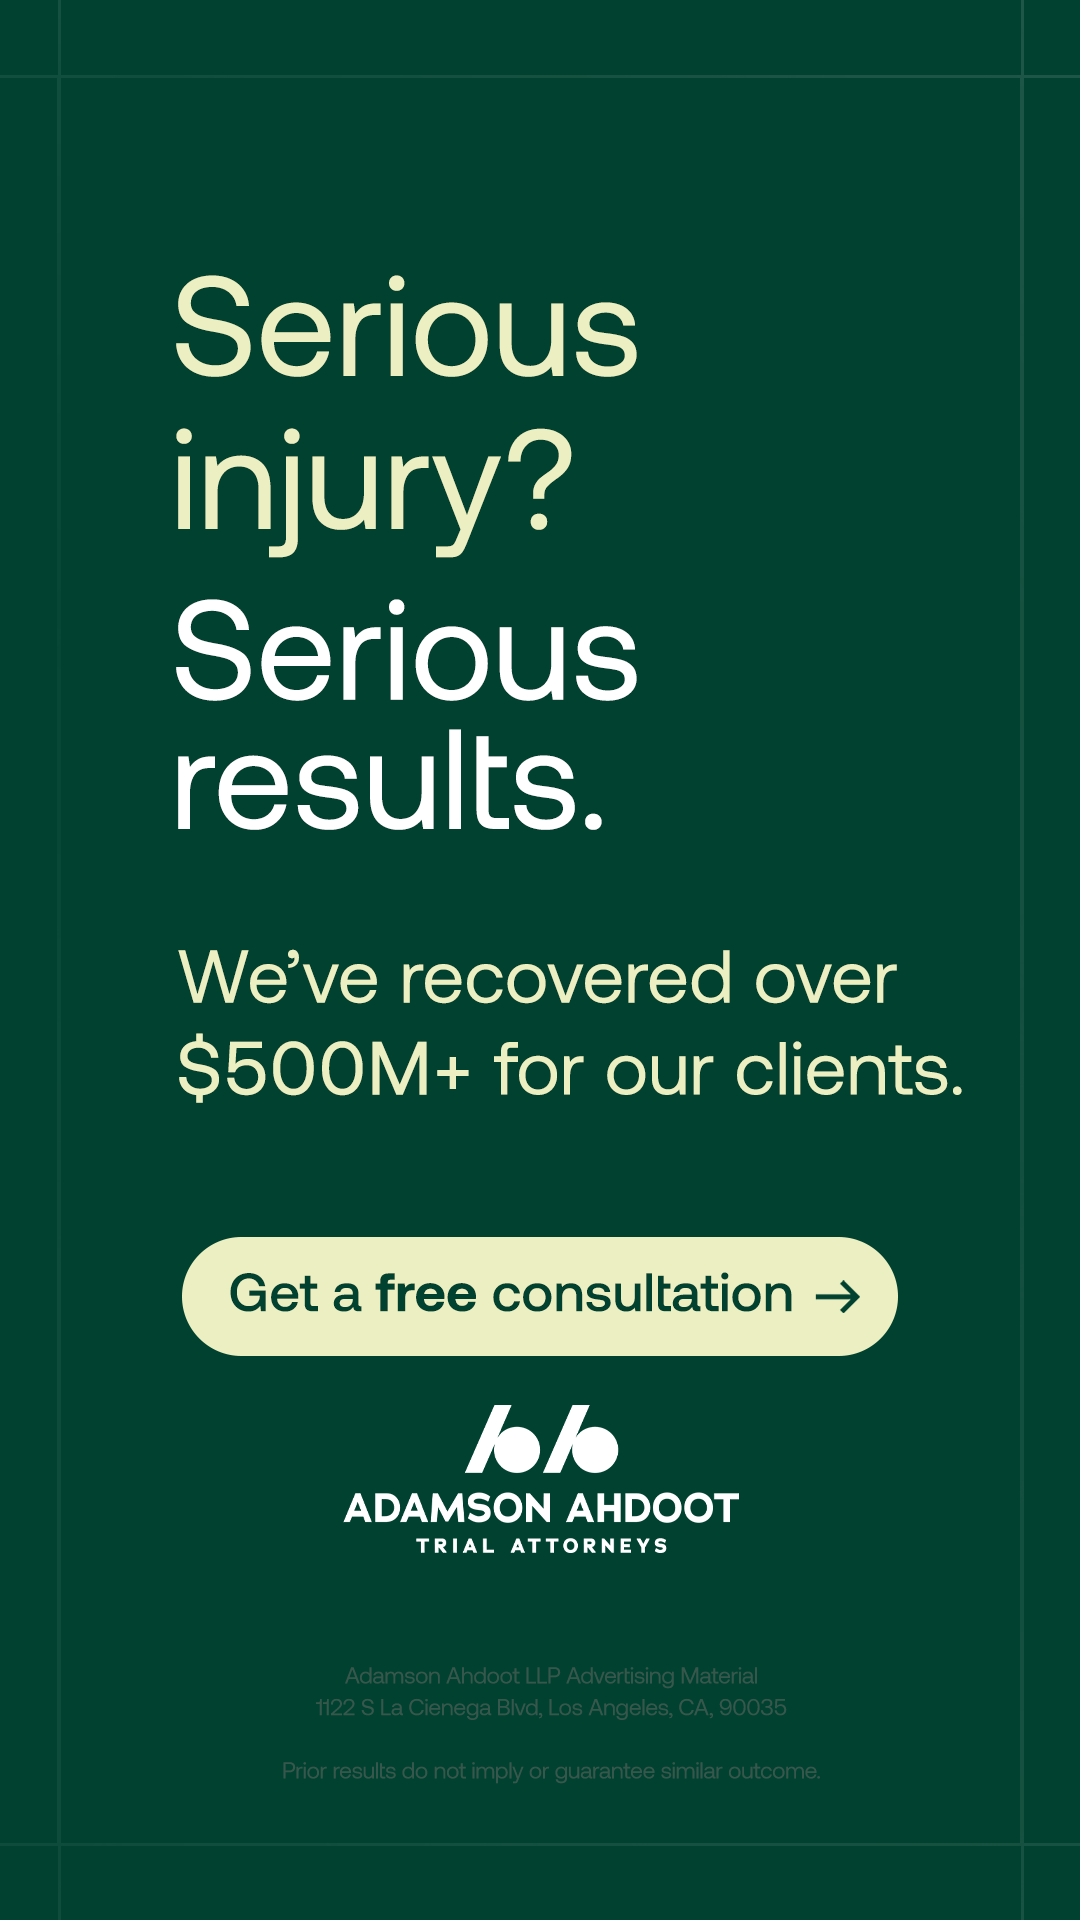 Serious
injury?
Serious
results.
We’ve recovered over
$500M+ for our clients.
Get a free consultation →
ADAMSON AHDOOT
TRIAL ATTORNEYS
Adamson Ahdoot LLP Advertising Material
1122 S La Cienega Blvd, Los Angeles, CA, 90035
Prior results do not imply or guarantee similar outcome.